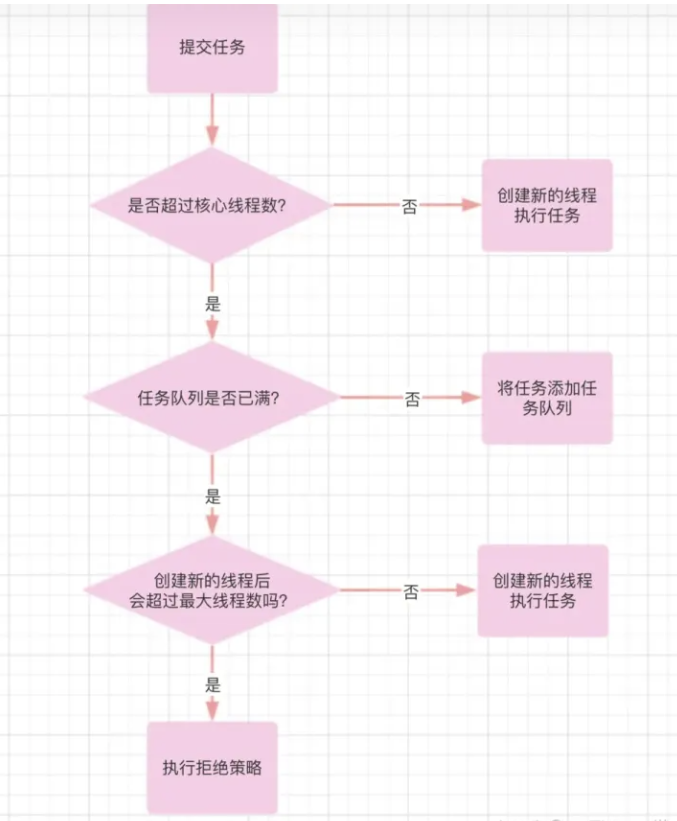 提交任务
是否超过核心线程数?
否
创建新的线程
执行任务
是
任务队列是否已满?
否
将任务添加任
务队列
是
创建新的线程后
会超过最大线程数吗?
否
创建新的线程
执行任务
是
执行拒绝策略